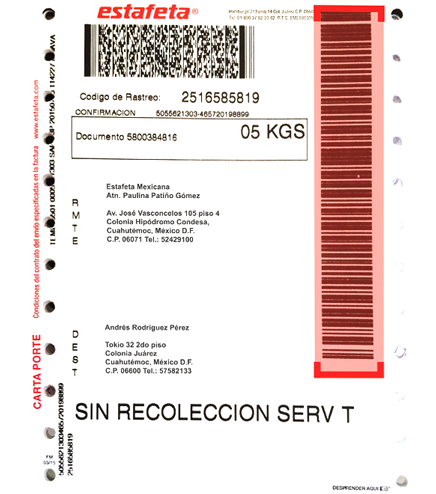 estafeta
Codigo de Rastreo: 2516585819
CONFIRMACION 5055621303-465720198899
Documento 5800384816
05 KGS
RMTE
Estafeta Mexicana
Atn. Paulina Patiño Gómez
Av. José Vasconcelos 105 piso 4
Colonia Hipódromo Condesa,
Cuahutémoc, México D.F.
C.P. 06071 Tel.: 52429100
DEST
Andrés Rodríguez Pérez
Tokio 32 2do piso
Colonia Juárez
Cuahutémoc, México D.F.
C.P. 06600 Tel.: 57582133
SIN RECOLECCION SERV T
DESPRENDER AQUI
www.estafeta.com
Condiciones del contrato del envío especificadas en la factura
CARTA PORTE
FM
5055621303465720198899
2516585819